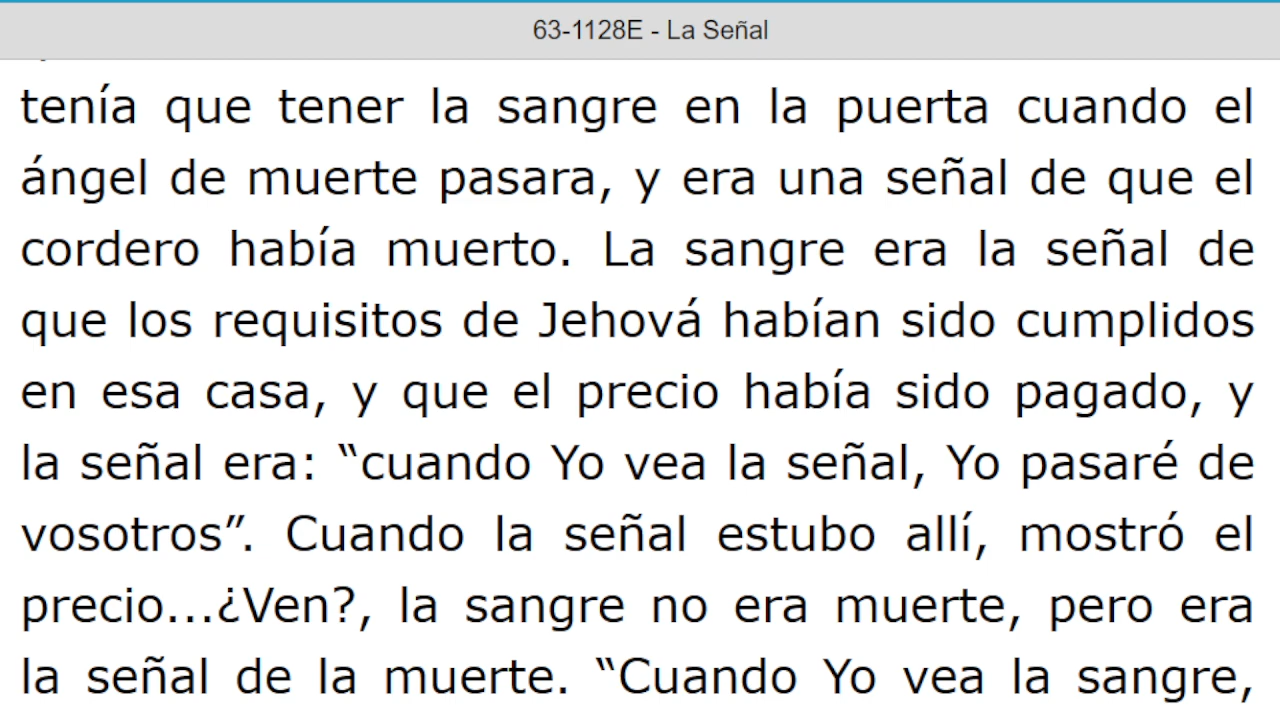 63-1128E - La Señal
tenía que tener la sangre en la puerta cuando el
ángel de muerte pasara, y era una señal de que el
cordero había muerto. La sangre era la señal de
que los requisitos de Jehová habían sido cumplidos
en esa casa, y que el precio había sido pagado, y
la señal era: “cuando Yo vea la señal, Yo pasaré de
vosotros”. Cuando la señal estubo allí, mostró el
precio...¿Ven?, la sangre no era muerte, pero era
la señal de la muerte. “Cuando Yo vea la sangre,